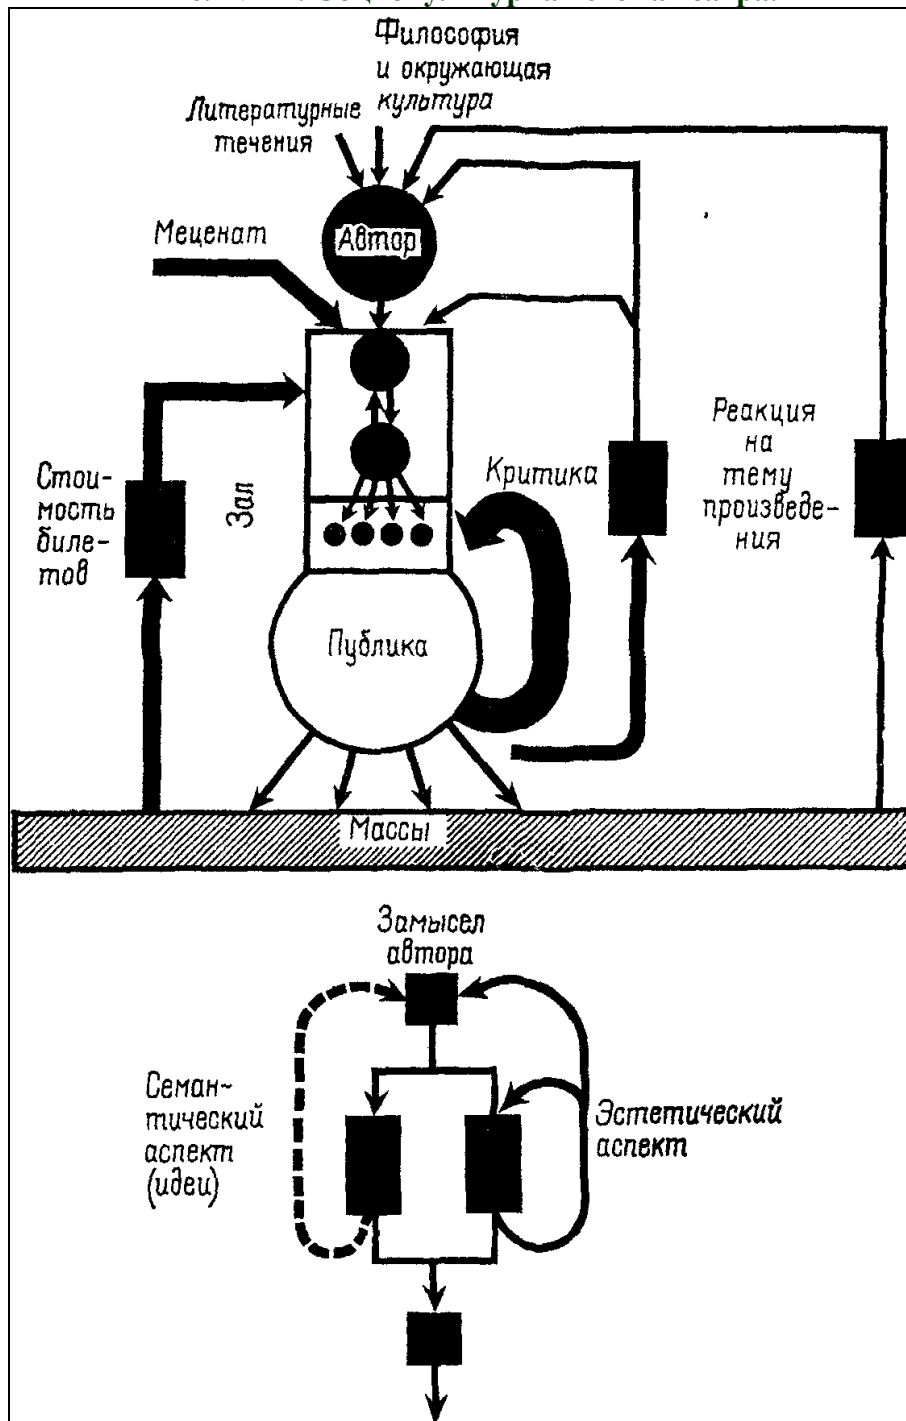 Философия
и окружающая
культура
Литературные
течения
Меценат
Автор
Стои-
мость
биле-
тов
Зал
Критика
Реакция
на
тему
произведе-
ния
Публика
Массы
Замысел
автора
Семан-
тический
аспект
(идеи)
Эстетический
аспект